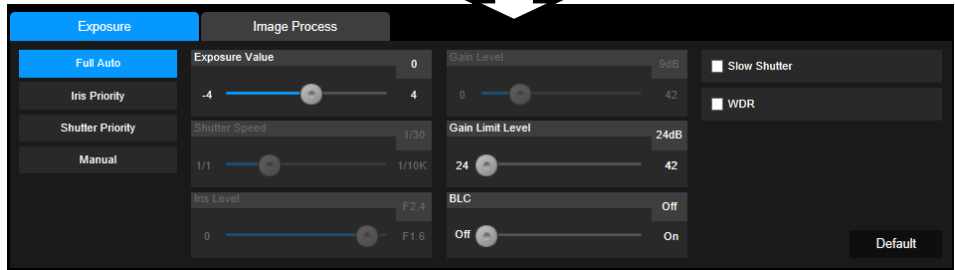 Exposure
Image Process
Full Auto
Iris Priority
Shutter Priority
Manual
Exposure Value 0
-4 4
Shutter Speed 1/30
1/1 1/10K
Iris Level F2.4
0 F1.6
Gain Level 9dB
0 42
Gain Limit Level 24dB
24 42
BLC Off
Off On
Slow Shutter
WDR
Default